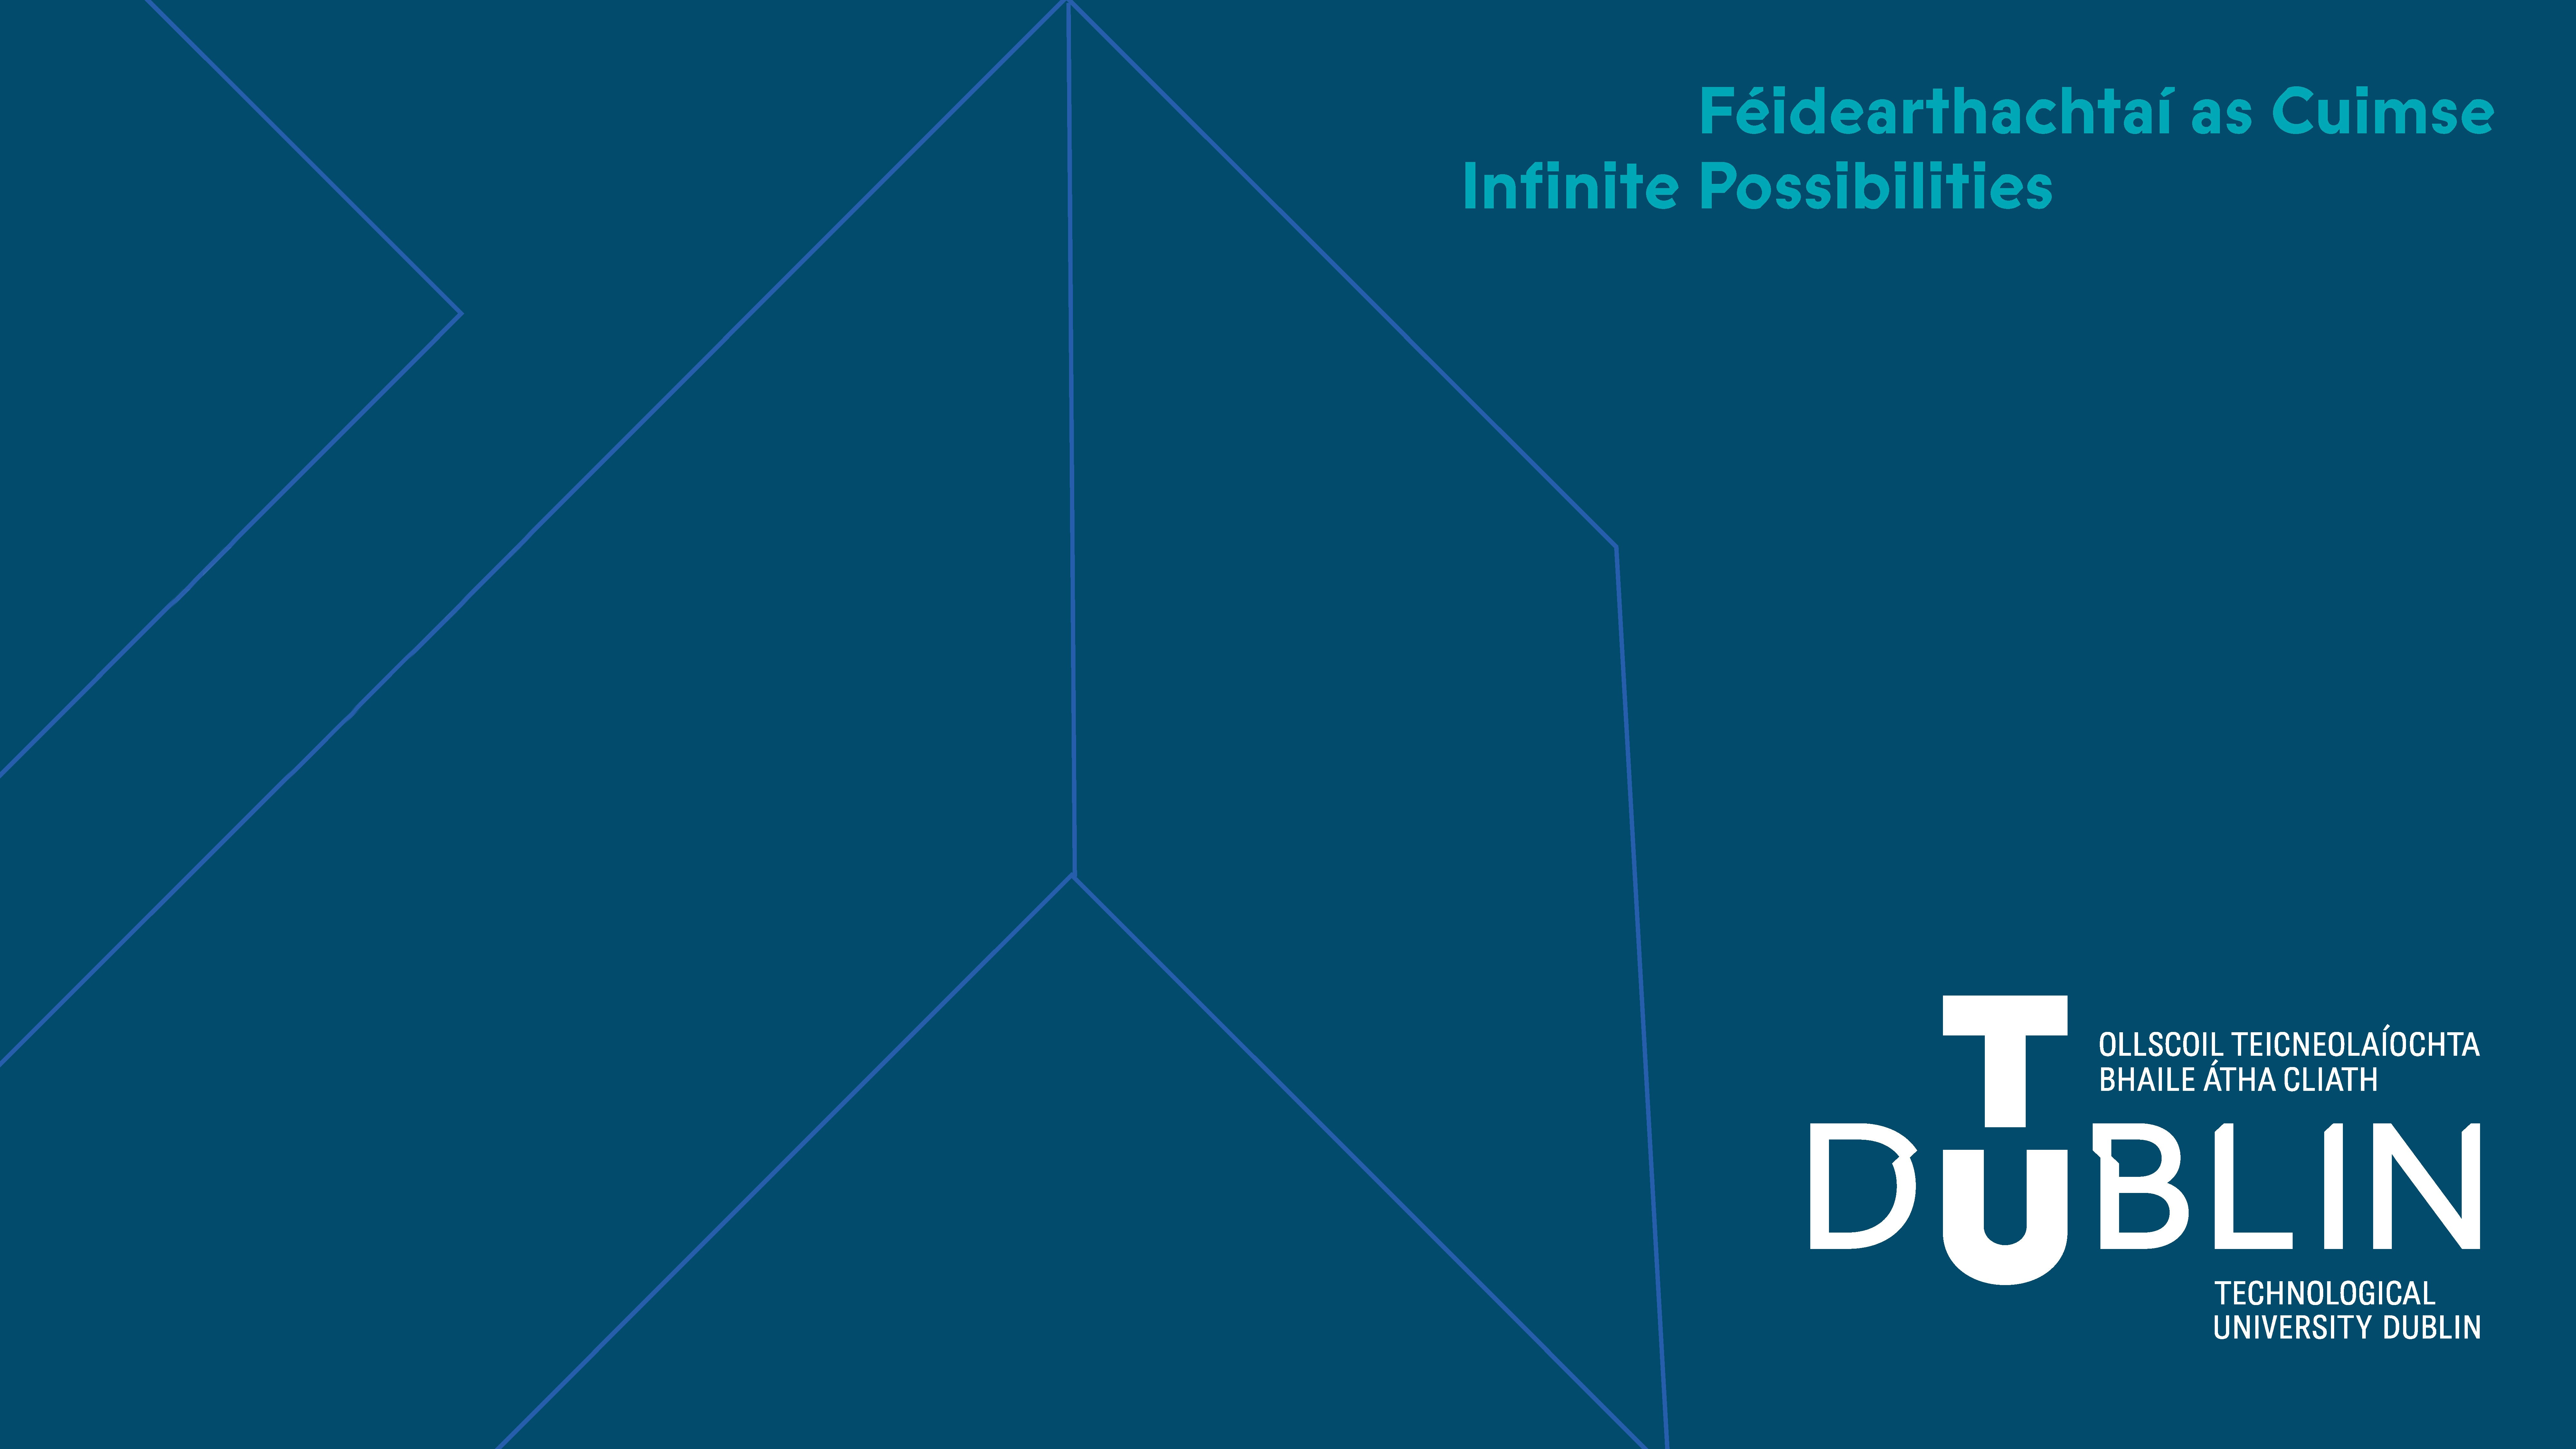 Féidearthachtaí as Cuimse
Infinite Possibilities
OLLSCOIL TEICNEOLAÍOCHTA
BHAILE ÁTHA CLIATH
TU
DUBLIN
TECHNOLOGICAL
UNIVERSITY DUBLIN